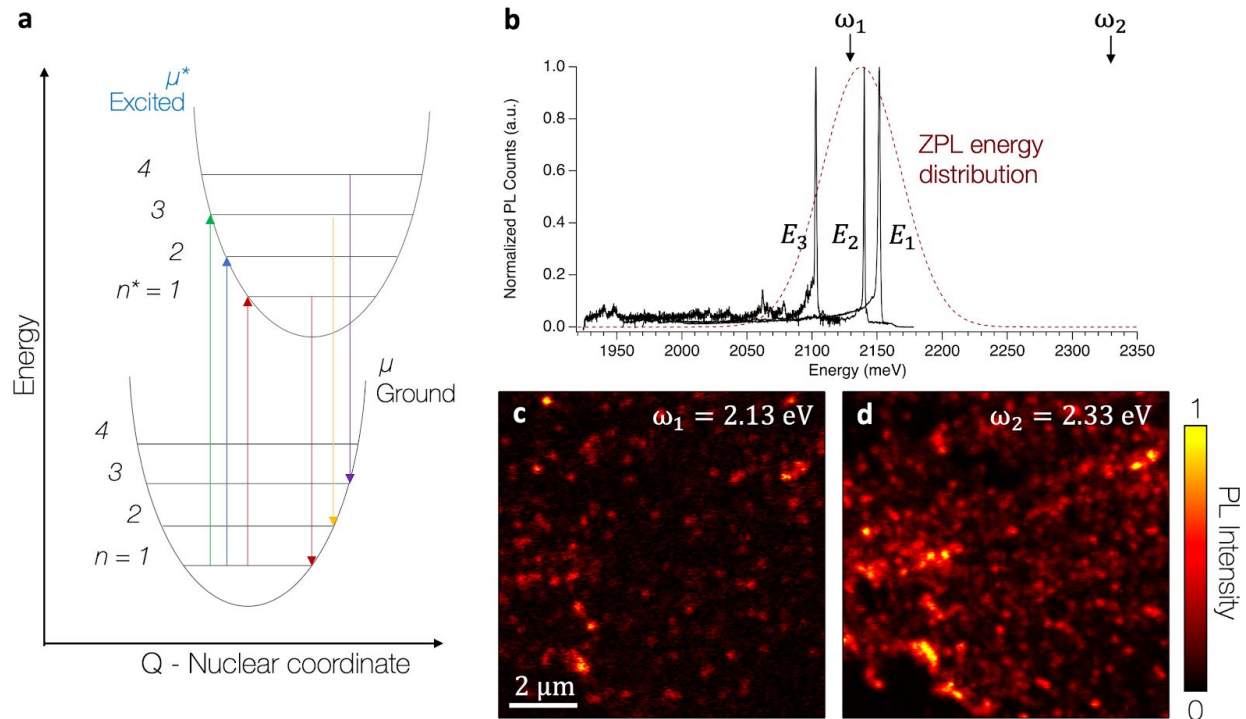 a
μ*
Excited
4
3
2
n* = 1
μ
Ground
4
3
2
n = 1
Energy
Q - Nuclear coordinate
b
ω₁
ω₂
1.0
0.8
0.6
0.4
0.2
0.0
Normalized PL Counts (a.u.)
ZPL energy
distribution
E₃
E₂
E₁
1950
2000
2050
2100
2150
2200
2250
2300
2350
Energy (meV)
c
ω₁ = 2.13 eV
2 μm
d
ω₂ = 2.33 eV
1
PL Intensity
0